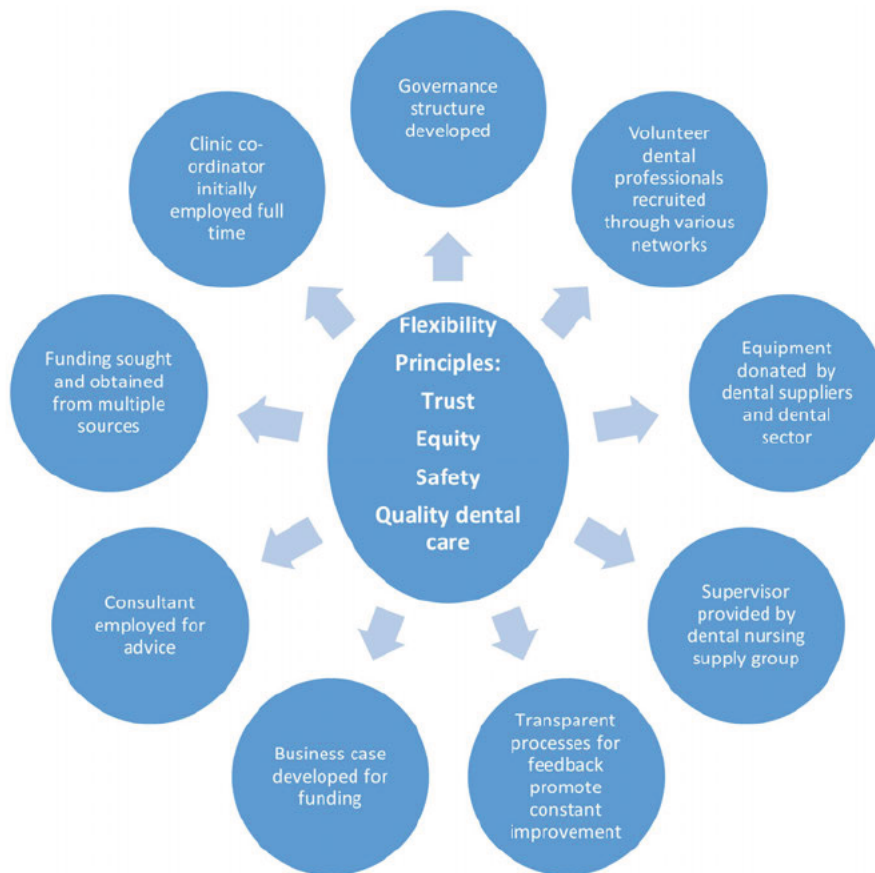 Governance
structure
developed
Volunteer
dental
professionals
recruited
through various
networks
Equipment
donated by
dental suppliers
and dental
sector
Supervisor
provided by
dental nursing
supply group
Transparent
processes for
feedback
promote
constant
improvement
Business case
developed for
funding
Consultant
employed for
advice
Funding sought
and obtained
from multiple
sources
Clinic co-
ordinator
initially
employed full
time
Flexibility
Principles:
Trust
Equity
Safety
Quality dental
care